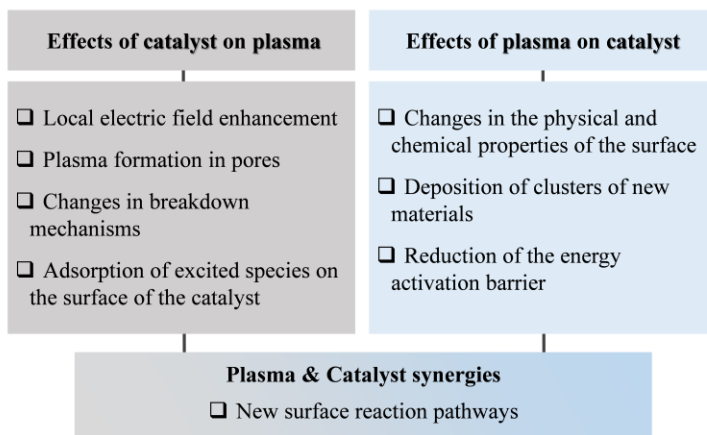 Effects of catalyst on plasma
❑ Local electric field enhancement
❑ Plasma formation in pores
❑ Changes in breakdown
mechanisms
❑ Adsorption of excited species on
the surface of the catalyst
Effects of plasma on catalyst
❑ Changes in the physical and
chemical properties of the surface
❑ Deposition of clusters of new
materials
❑ Reduction of the energy
activation barrier
Plasma & Catalyst synergies
❑ New surface reaction pathways